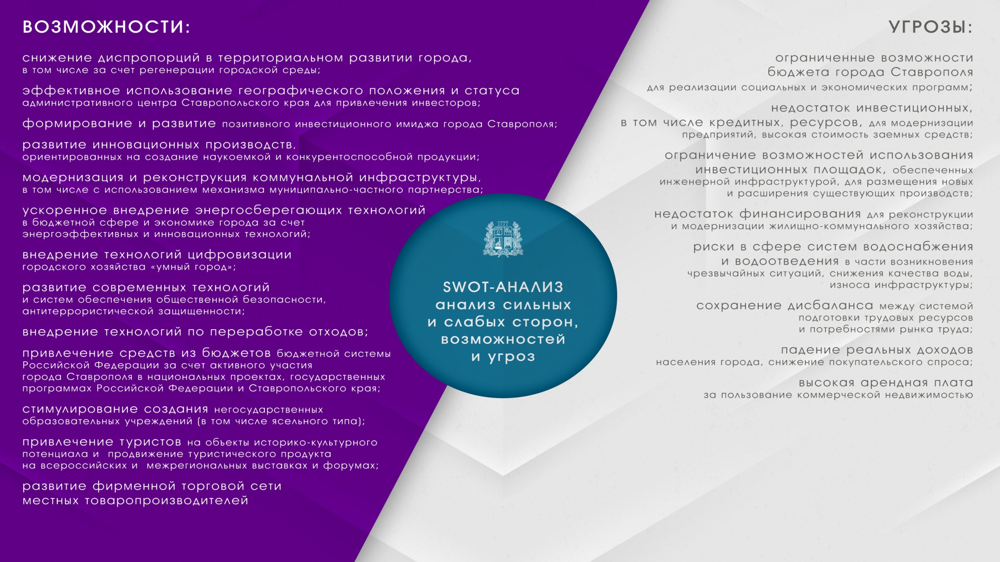 ВОЗМОЖНОСТИ:
снижение диспропорций в территориальном развитии города,
в том числе за счет регенерации городской среды;
эффективное использование географического положения и статуса
административного центра Ставропольского края для привлечения инвесторов;
формирование и развитие позитивного инвестиционного имиджа города Ставрополя;
развитие инновационных производств,
ориентированных на создание наукоемкой и конкурентоспособной продукции;
модернизация и реконструкция коммунальной инфраструктуры,
в том числе с использованием механизма муниципально-частного партнерства;
ускоренное внедрение энергосберегающих технологий
в бюджетной сфере и экономике города за счет
энергоэффективных и инновационных технологий;
внедрение технологий цифровизации
городского хозяйства «умный город»;
развитие современных технологий
и систем обеспечения общественной безопасности,
антитеррористической защищенности;
внедрение технологий по переработке отходов;
привлечение средств из бюджетов бюджетной системы
Российской Федерации за счет активного участия
города Ставрополя в национальных проектах, государственных
программах Российской Федерации и Ставропольского края;
стимулирование создания негосударственных
образовательных учреждений (в том числе ясельного типа);
привлечение туристов на объекты историко-культурного
потенциала и продвижение туристического продукта
на всероссийских и межрегиональных выставках и форумах;
развитие фирменной торговой сети
местных товаропроизводителей
1777
SWOT-АНАЛИЗ
анализ сильных
и слабых сторон,
возможностей
и угроз
УГРОЗЫ:
ограниченные возможности
бюджета города Ставрополя
для реализации социальных и экономических программ;
недостаток инвестиционных,
в том числе кредитных, ресурсов, для модернизации
предприятий, высокая стоимость заемных средств;
ограничение возможностей использования
инвестиционных площадок, обеспеченных
инженерной инфраструктурой, для размещения новых
и расширения существующих производств;
недостаток финансирования для реконструкции
и модернизации жилищно-коммунального хозяйства;
риски в сфере систем водоснабжения
и водоотведения в части возникновения
чрезвычайных ситуаций, снижения качества воды,
износа инфраструктуры;
сохранение дисбаланса между системой
подготовки трудовых ресурсов
и потребностями рынка труда;
падение реальных доходов
населения города, снижение покупательского спроса;
высокая арендная плата
за пользование коммерческой недвижимостью